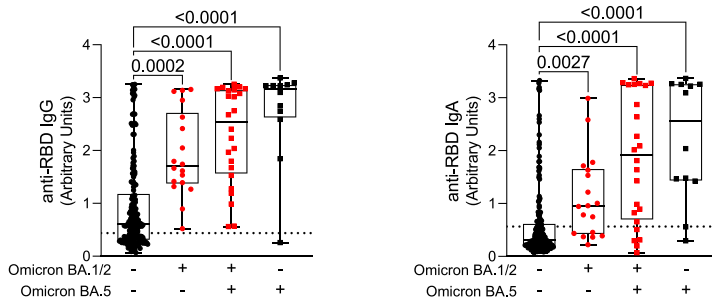 <0.0001
<0.0001
0.0002
4
3
2
1
0
anti-RBD IgG
(Arbitrary Units)
Omicron BA.1/2 - + + -
Omicron BA.5 - - + +
<0.0001
<0.0001
0.0027
4
3
2
1
0
anti-RBD IgA
(Arbitrary Units)
Omicron BA.1/2 - + + -
Omicron BA.5 - - + +